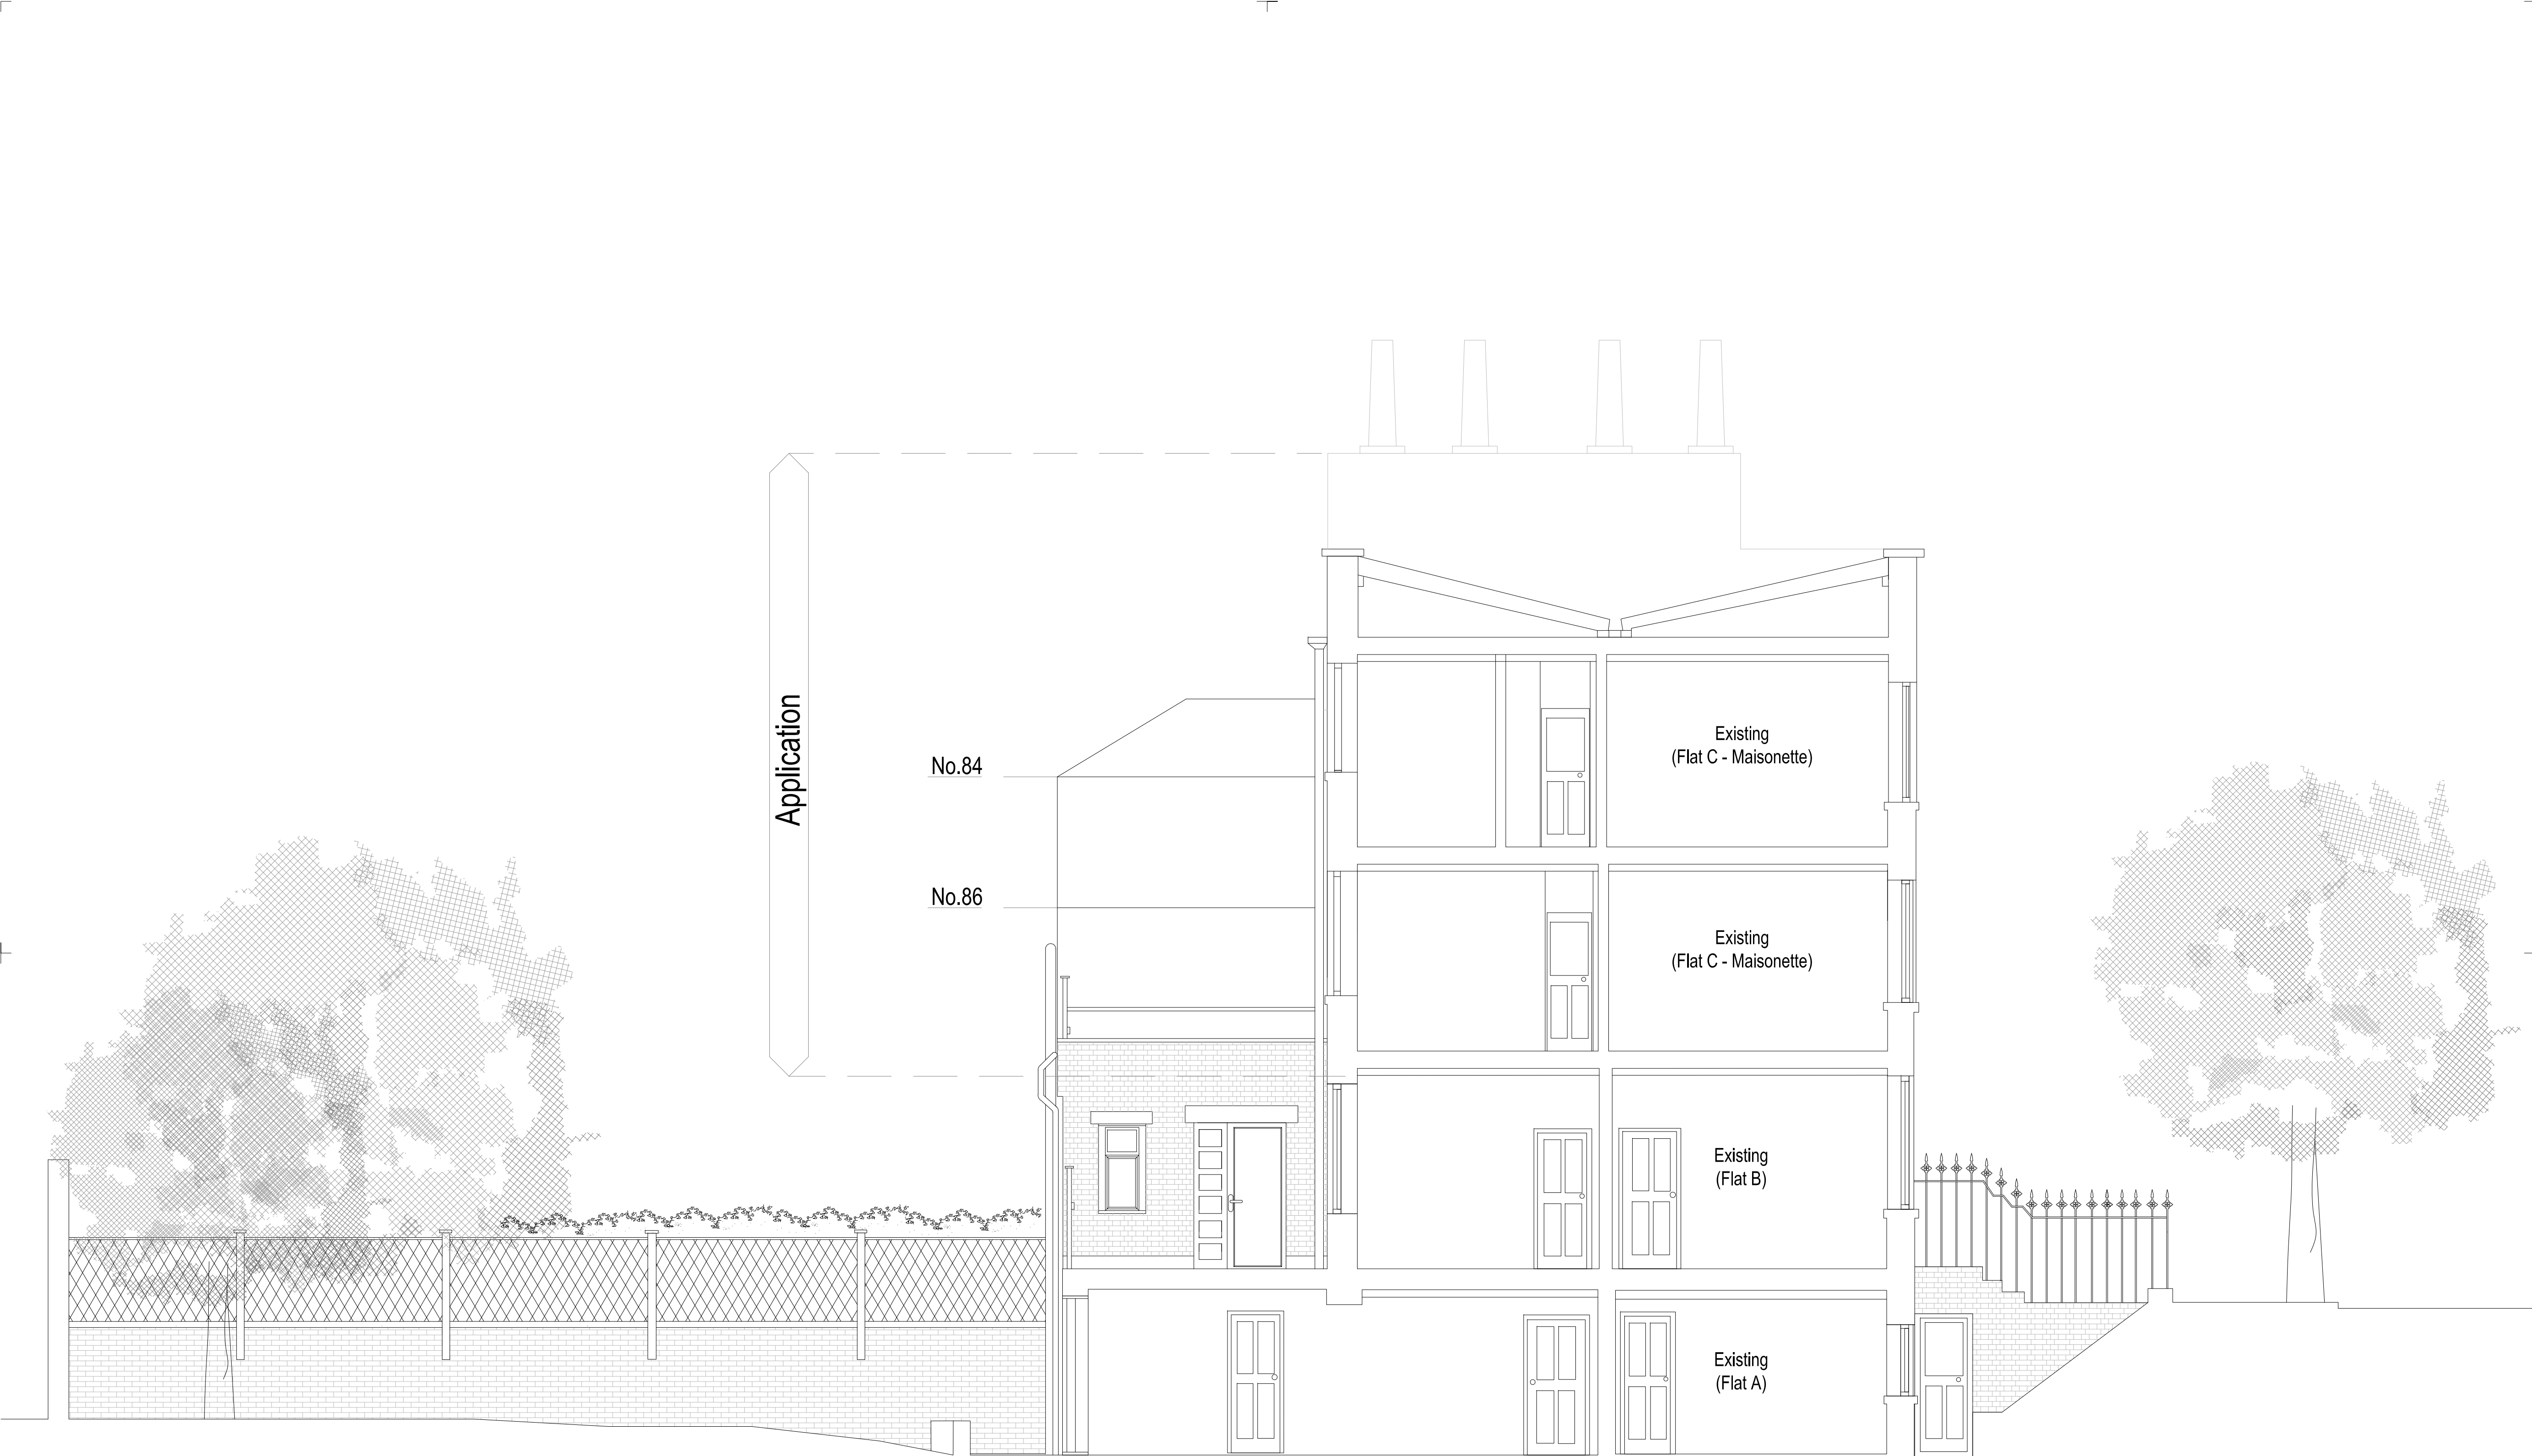 Application
No.84
No.86
Existing
(Flat C - Maisonette)
Existing
(Flat C - Maisonette)
Existing
(Flat B)
Existing
(Flat A)